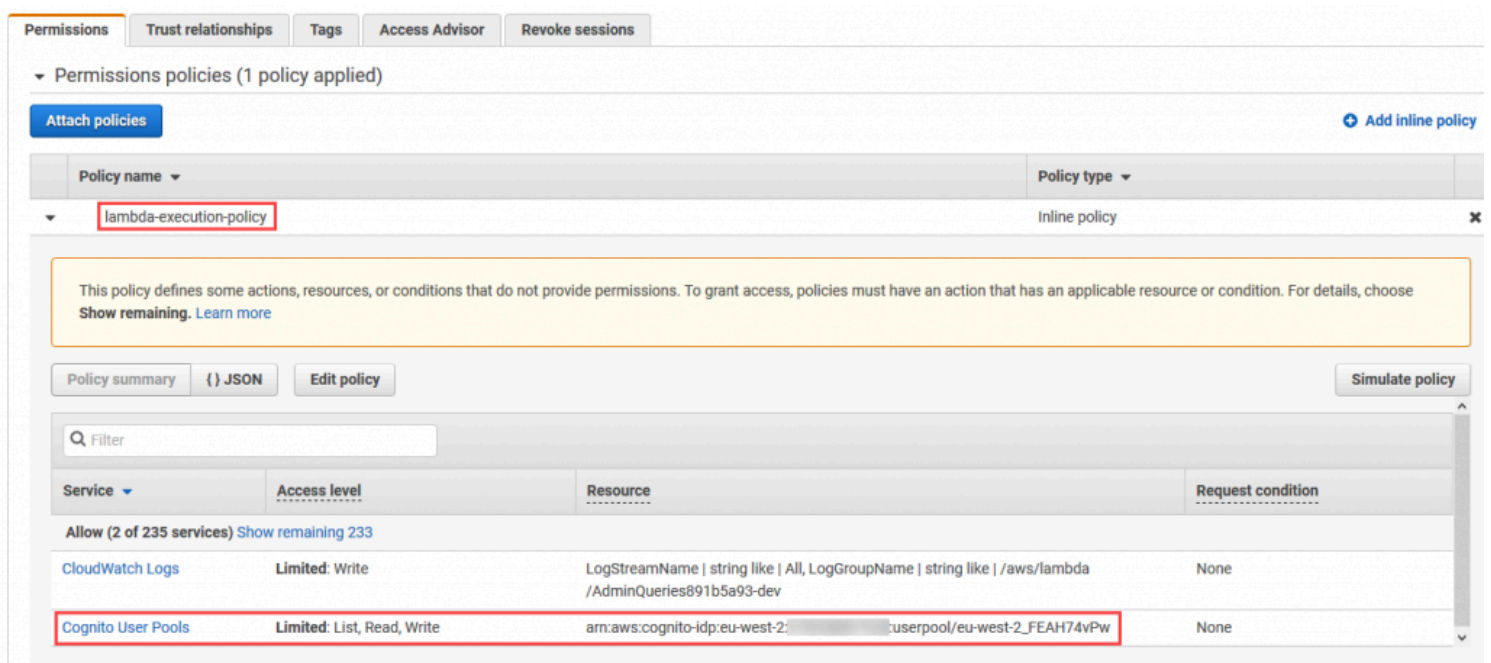 Permissions Trust relationships Tags Access Advisor Revoke sessions
Permissions policies (1 policy applied)
Attach policies Add inline policy
Policy name Policy type
lambda-execution-policy Inline policy
This policy defines some actions, resources, or conditions that do not provide permissions. To grant access, policies must have an action that has an applicable resource or condition. For details, choose
Show remaining. Learn more
Policy summary {} JSON Edit policy Simulate policy
Filter
Service Access level Resource Request condition
Allow (2 of 235 services) Show remaining 233
CloudWatch Logs Limited: Write LogStreamName | string like | All, LogGroupName | string like | /aws/lambda None
/AdminQueries891b5a93-dev
Cognito User Pools Limited: List, Read, Write arn:aws:cognito-idp:eu-west-2: :userpool/eu-west-2_FEAH74vPw None